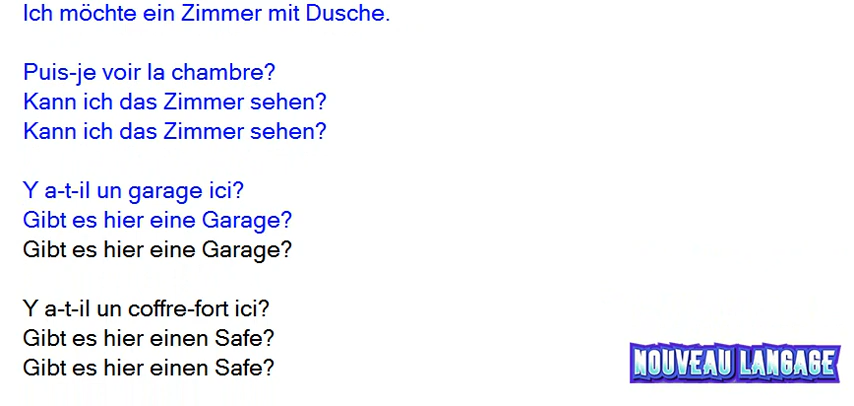 Ich möchte ein Zimmer mit Dusche.
Puis-je voir la chambre?
Kann ich das Zimmer sehen?
Kann ich das Zimmer sehen?
Y a-t-il un garage ici?
Gibt es hier eine Garage?
Gibt es hier eine Garage?
Y a-t-il un coffre-fort ici?
Gibt es hier einen Safe?
Gibt es hier einen Safe?
NOUVEAU LANGAGE